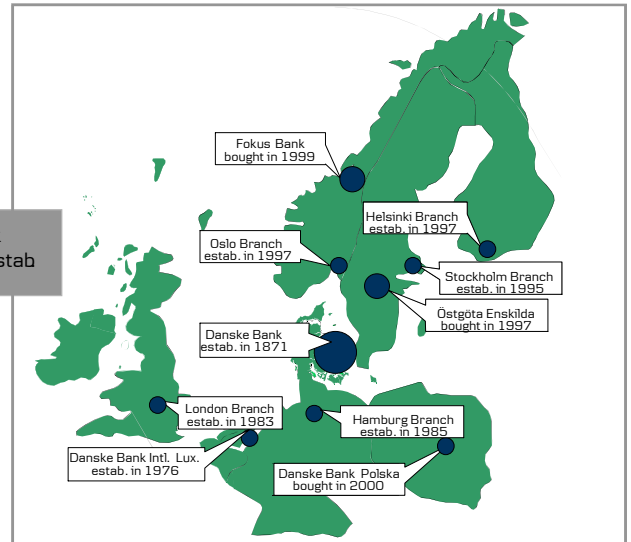 Fokus Bank
bought in 1999
Helsinki Branch
estab. in 1997
Oslo Branch
estab. in 1997
stab
Stockholm Branch
estab. in 1995
Östgöta Enskilda
bought in 1997
Danske Bank
estab. in 1871
London Branch
estab. in 1983
Hamburg Branch
estab. in 1985
Danske Bank Intl. Lux.
estab. in 1976
Danske Bank Polska
bought in 2000